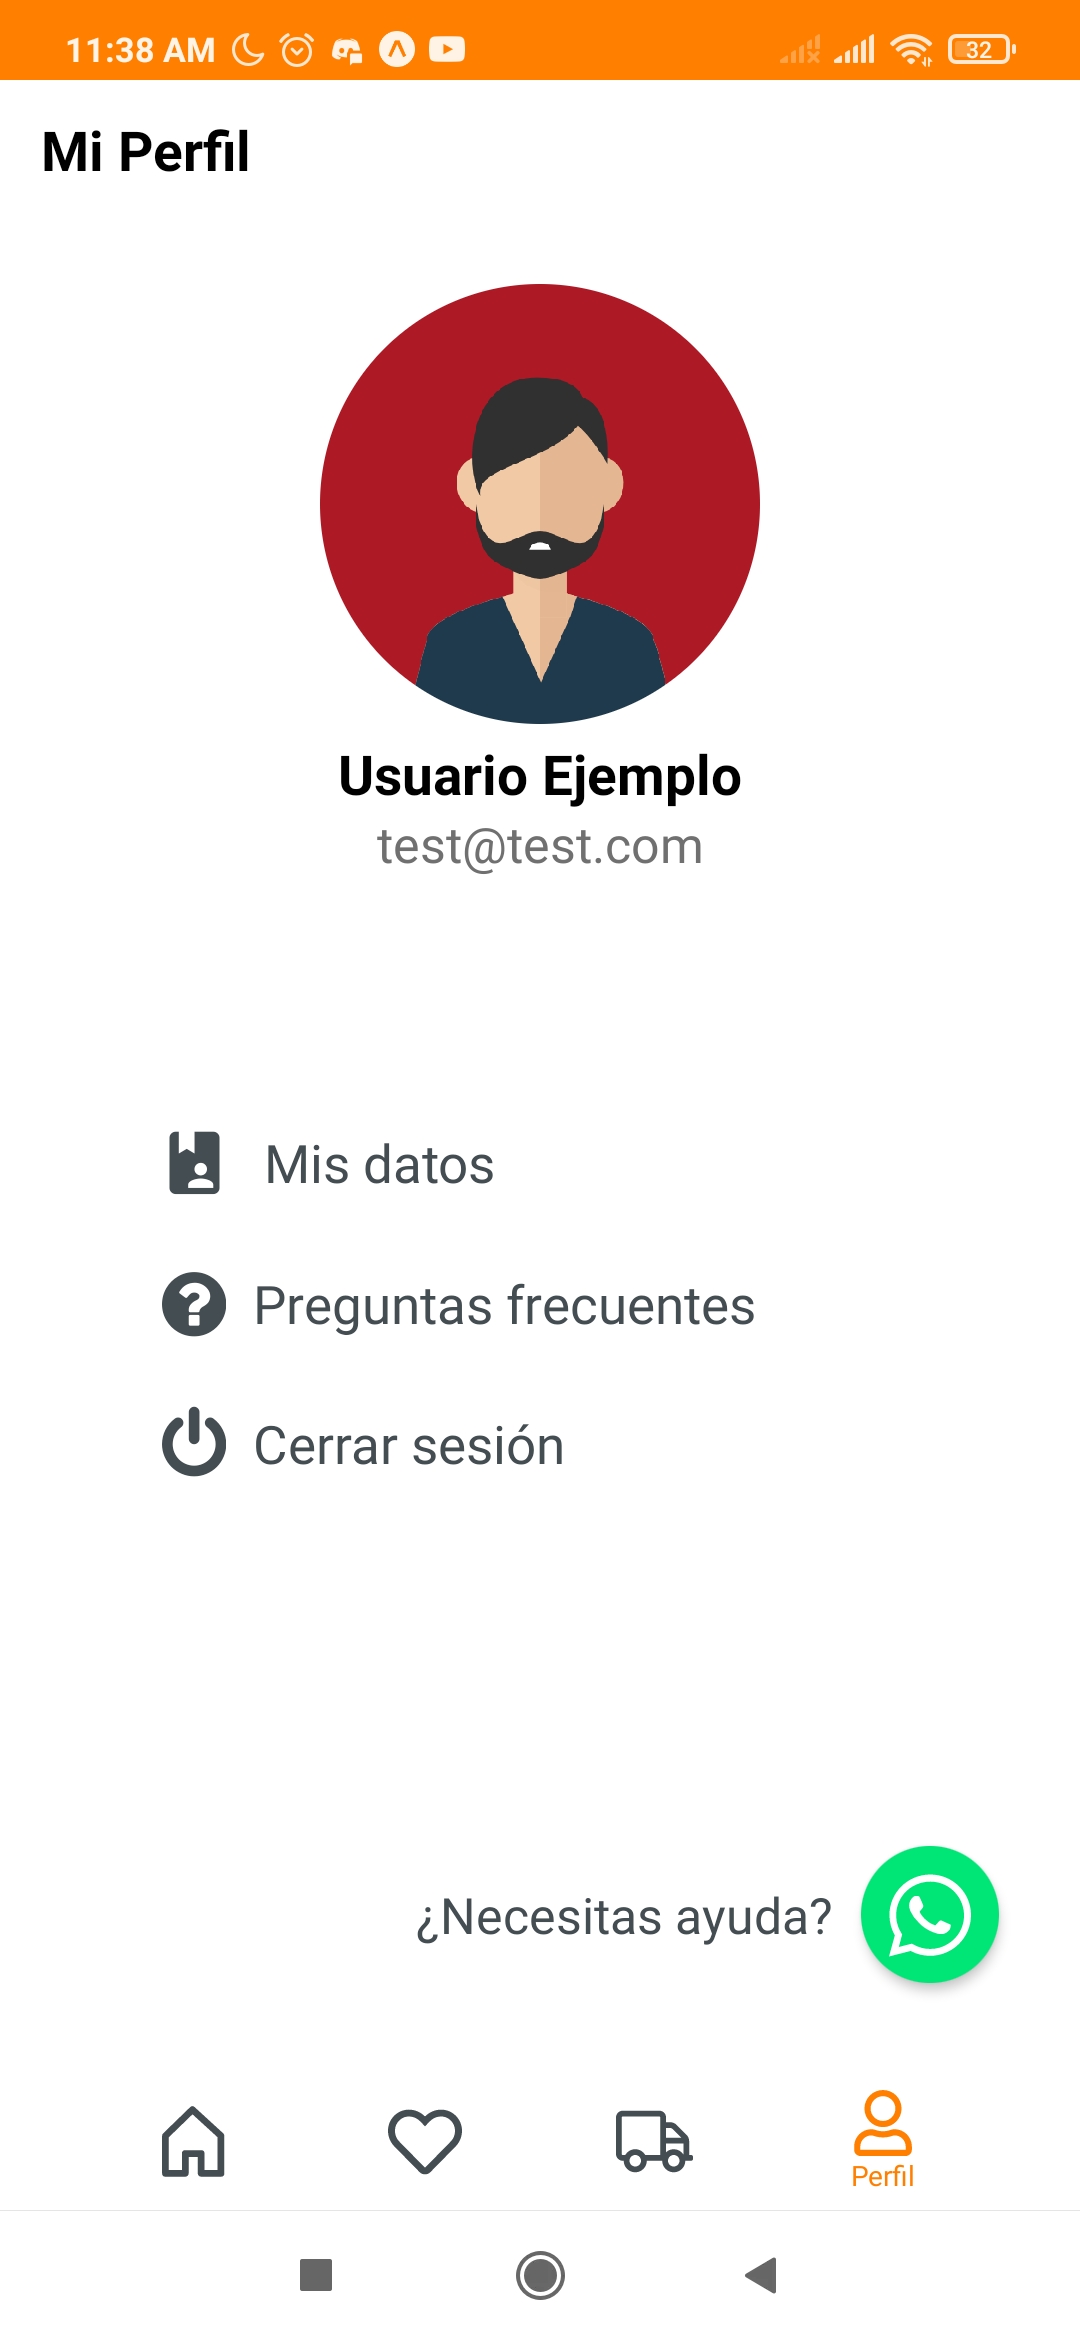 11:38 AM
32
Mi Perfil
Usuario Ejemplo
test@test.com
Mis datos
Preguntas frecuentes
Cerrar sesión
¿Necesitas ayuda?
Perfil